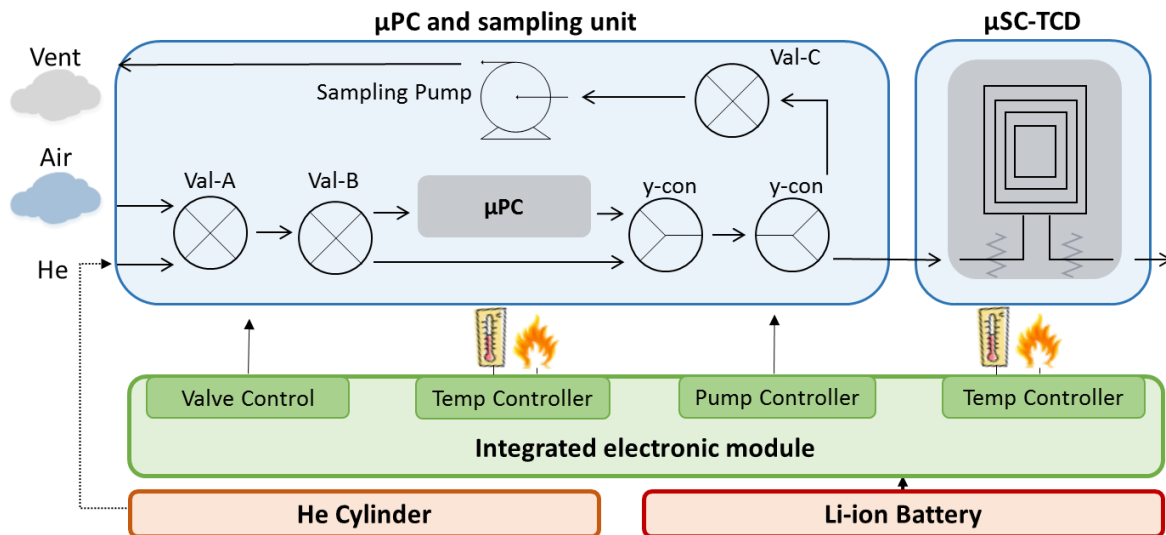 μPC and sampling unit
μSC-TCD
Vent
Val-C
Sampling Pump
Air
Val-A
Val-B
μPC
y-con
y-con
He
Valve Control
Temp Controller
Pump Controller
Temp Controller
Integrated electronic module
He Cylinder
Li-ion Battery